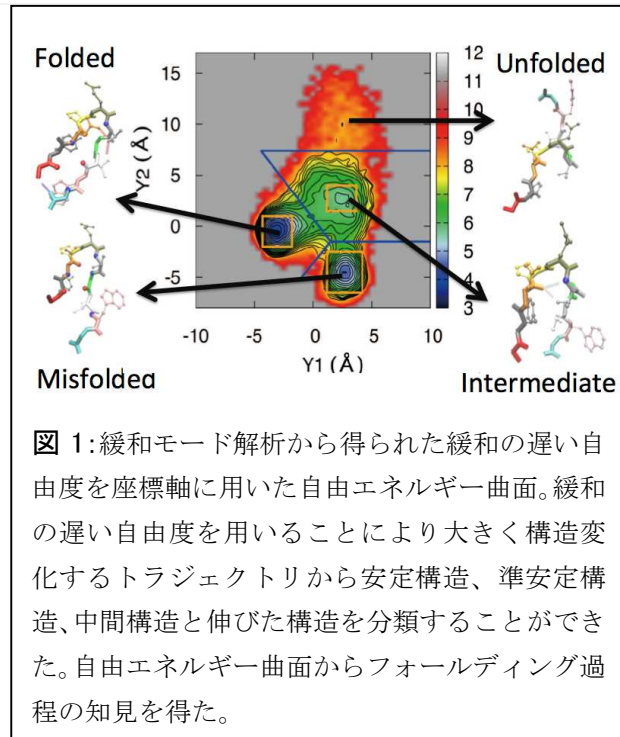 Folded
Unfolded
Y2 (Å)
15
10
5
0
-5
-10
-5
0
5
10
Y1 (Å)
12
11
10
9
8
7
6
5
4
3
Misfolded
Intermediate
図 1:緩和モード解析から得られた緩和の遅い自
由度を座標軸に用いた自由エネルギー曲面。緩和
の遅い自由度を用いることにより大きく構造変
化するトラジェクトリから安定構造、準安定構
造、中間構造と伸びた構造を分類することができ
た。自由エネルギー曲面からフォールディング過
程の知見を得た。